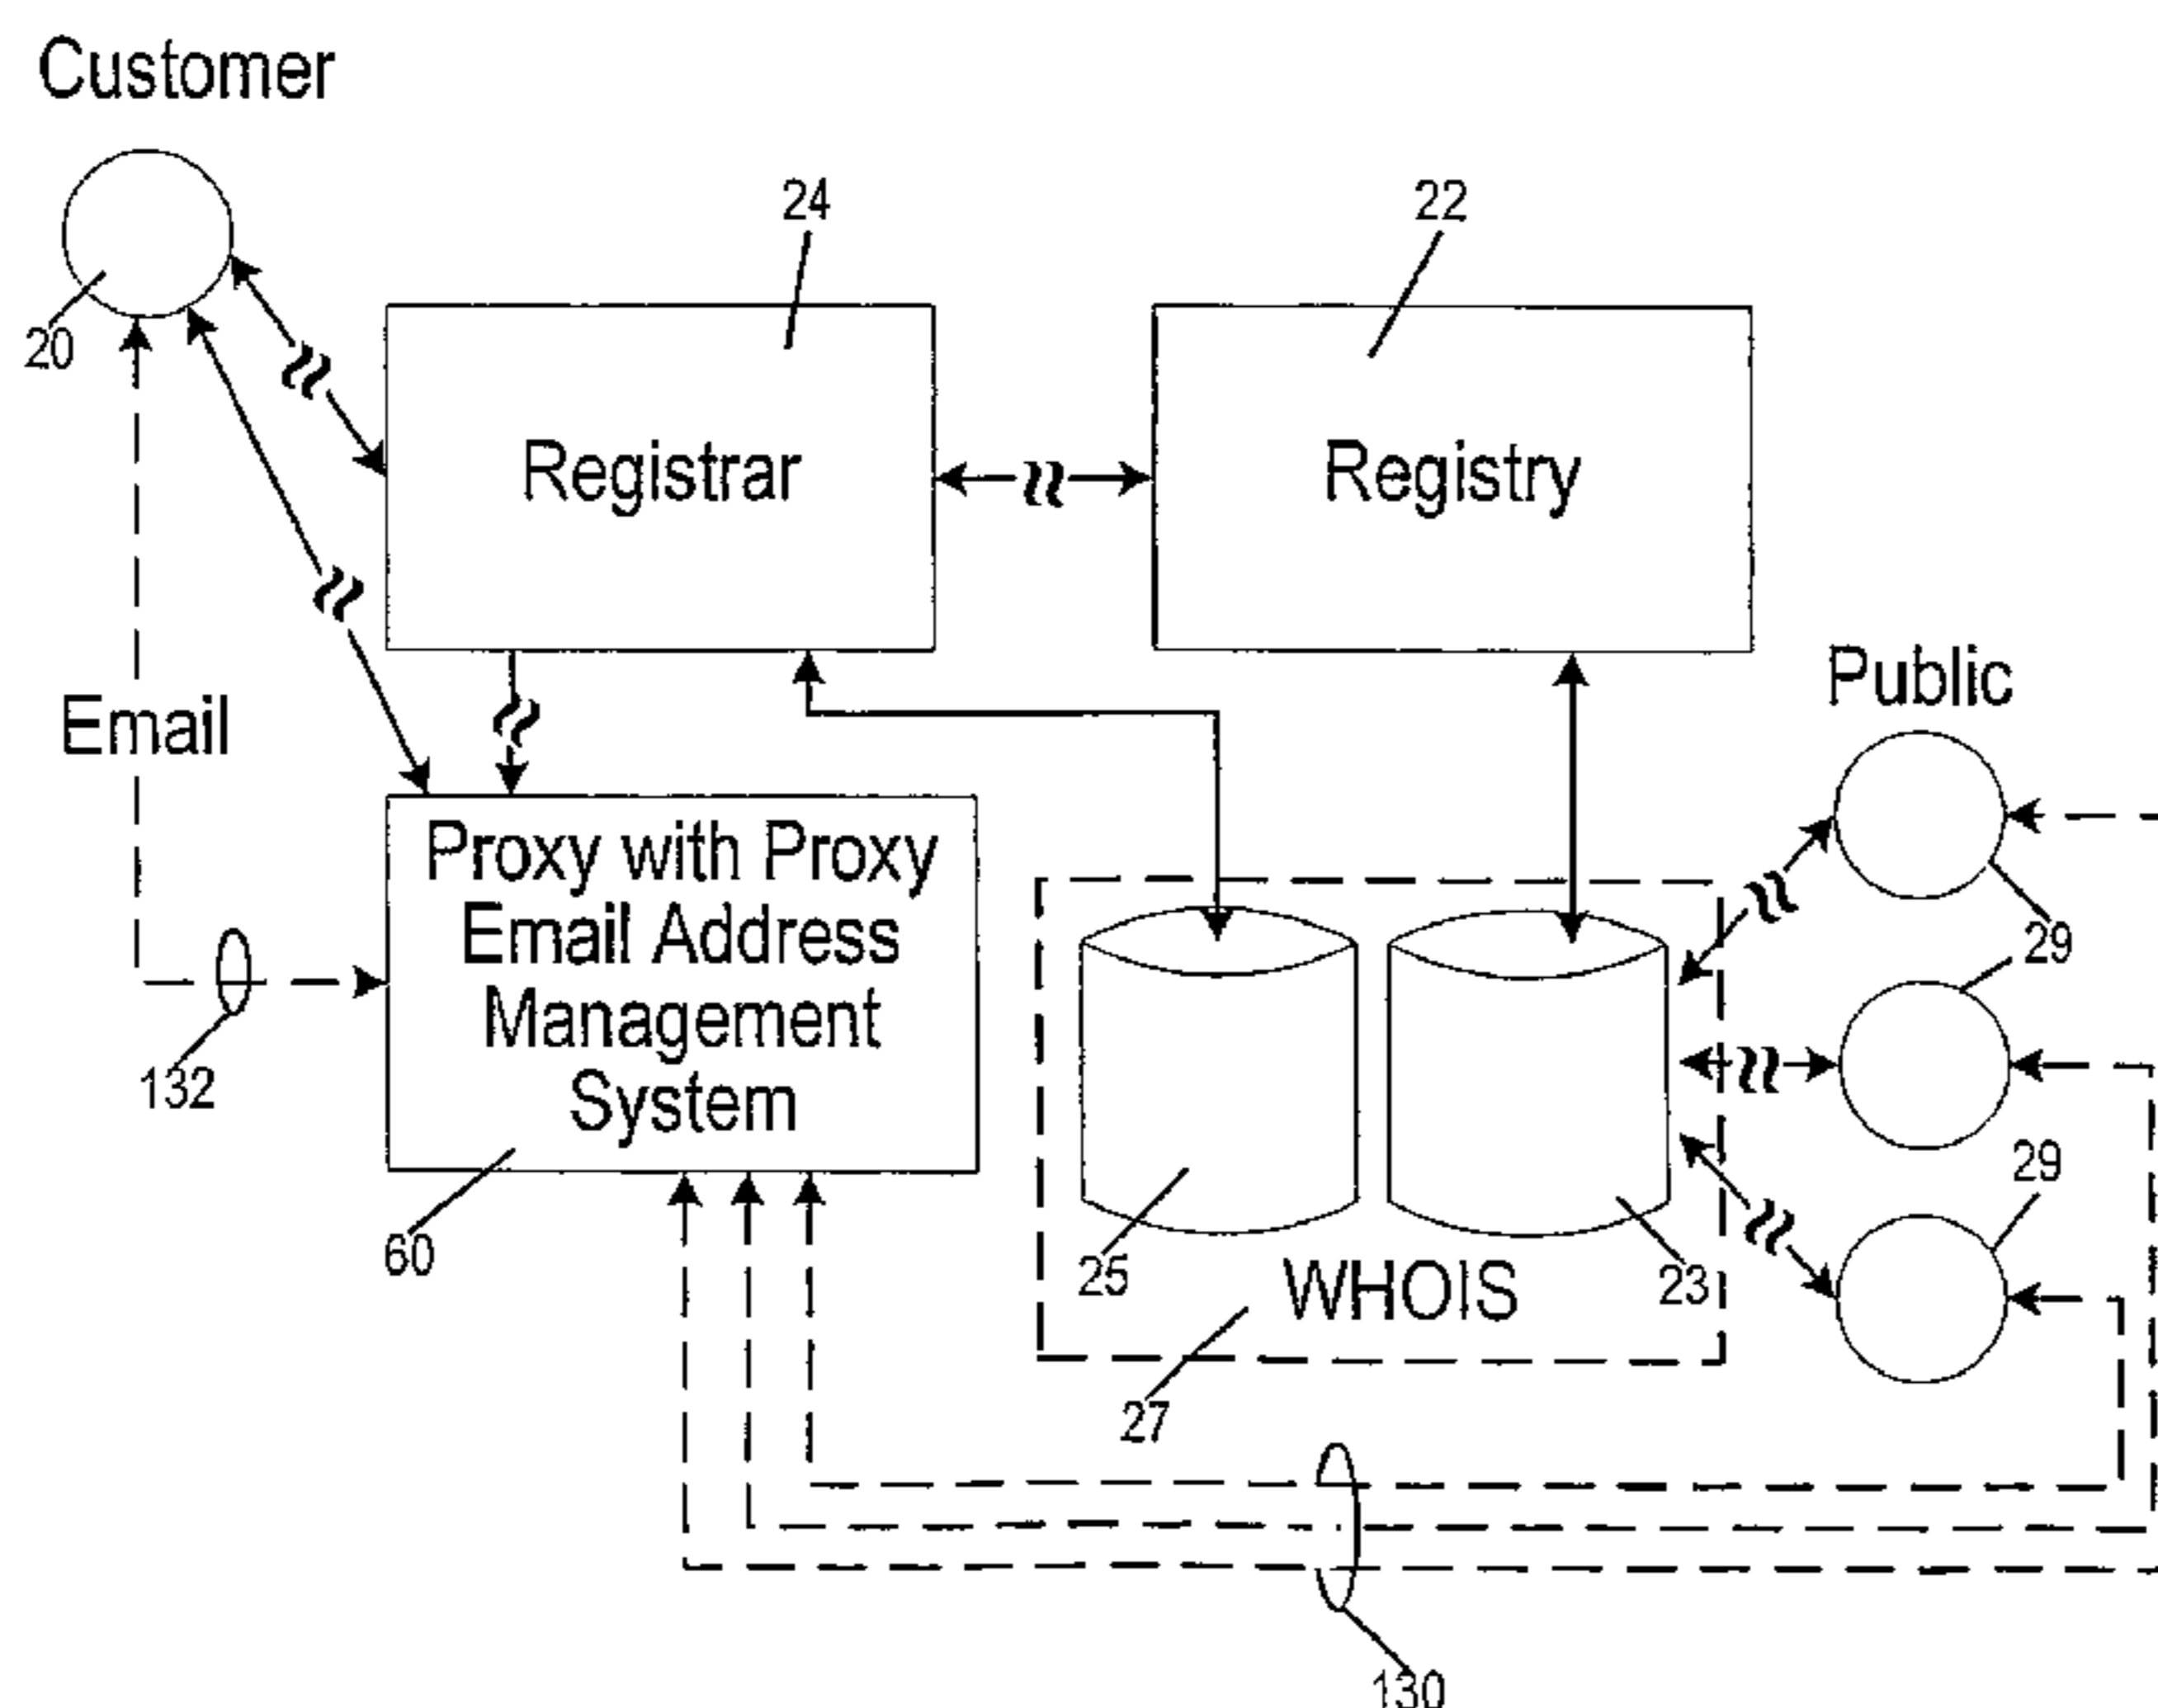 Customer
24
22
20
Registrar
Registry
Public
Email
Proxy with Proxy
Email Address
Management
System
29
29
132
60
25
WHOIS
23
27
130